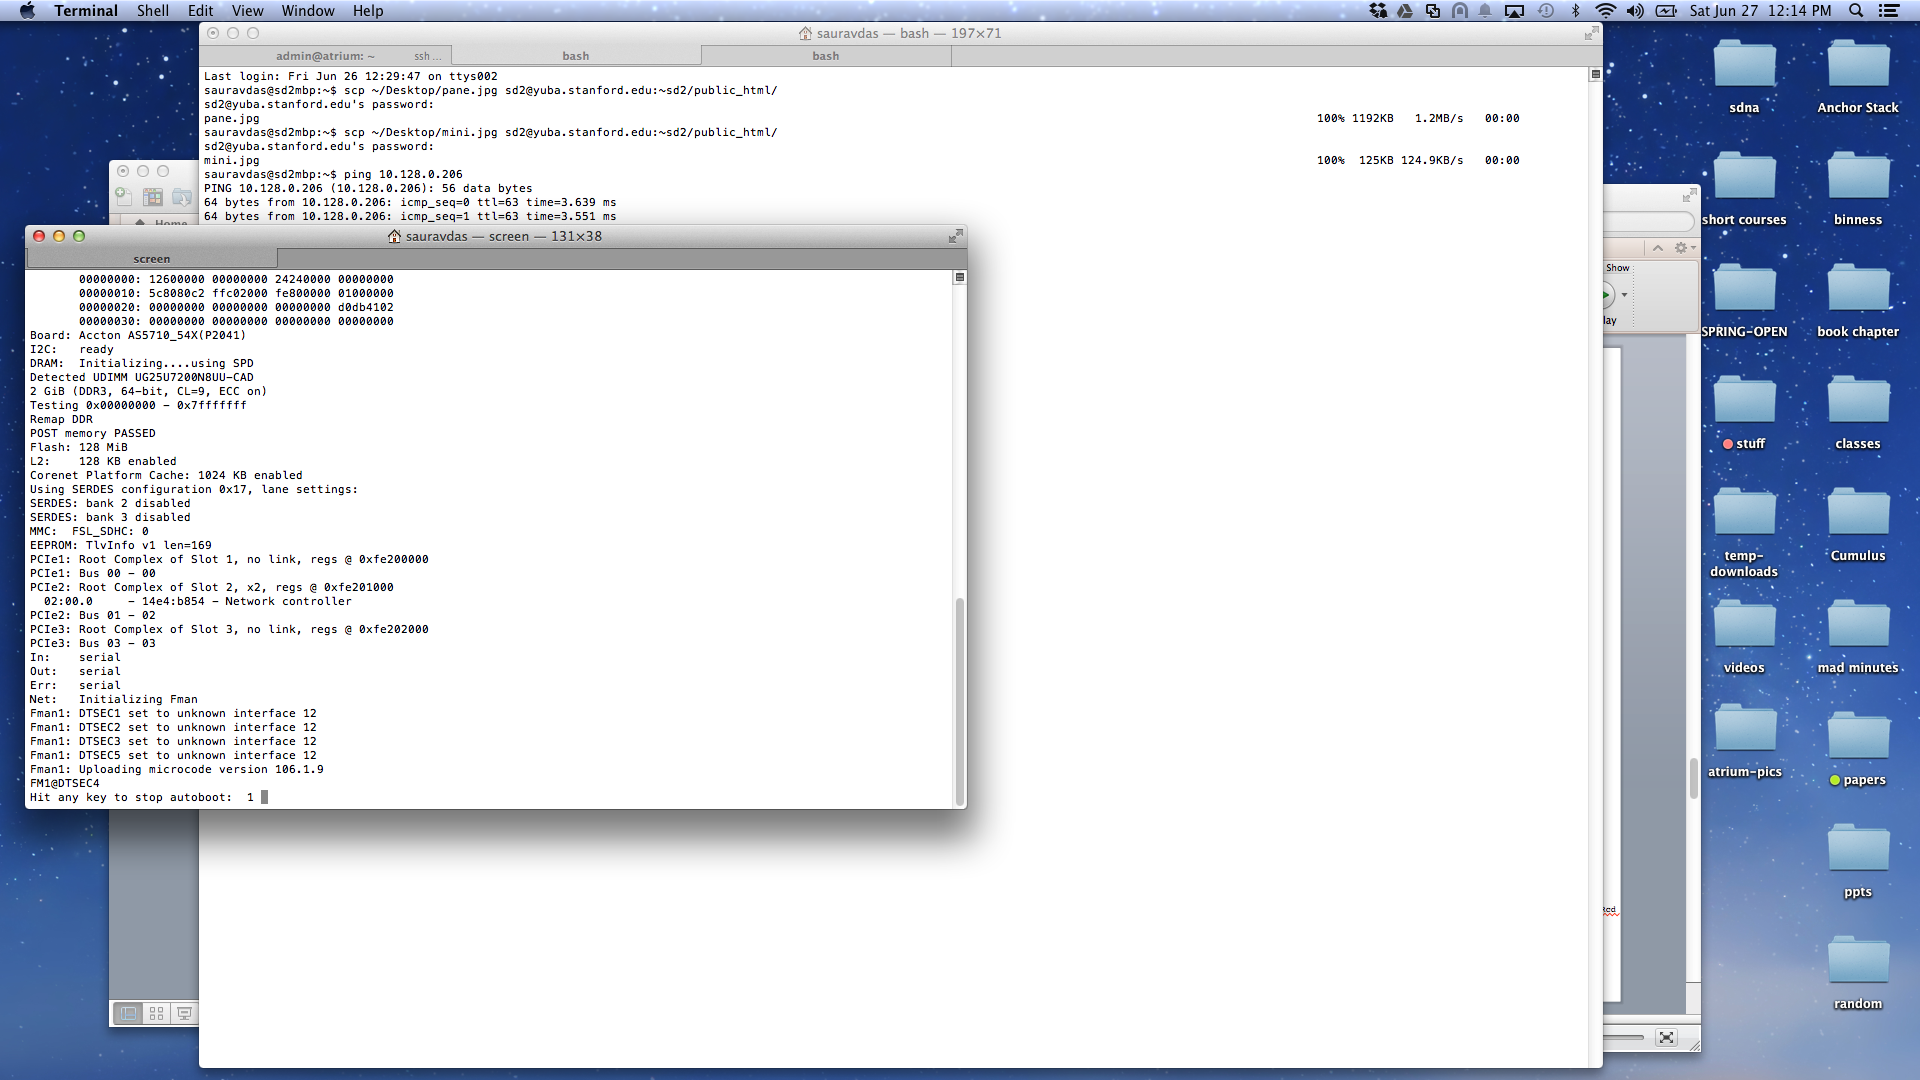 Terminal Shell Edit View Window Help Sat Jun 27 12:14 PM
sauravdas — bash — 197×71
admin@atrium: ~ ssh ... bash bash
Last login: Fri Jun 26 12:29:47 on ttys002
sauravdas@sd2mbp:~$ scp ~/Desktop/pane.jpg sd2@yuba.stanford.edu:~sd2/public_html/
sd2@yuba.stanford.edu's password:
pane.jpg 100% 1192KB 1.2MB/s 00:00
sauravdas@sd2mbp:~$ scp ~/Desktop/mini.jpg sd2@yuba.stanford.edu:~sd2/public_html/
sd2@yuba.stanford.edu's password:
mini.jpg 100% 125KB 124.9KB/s 00:00
sauravdas@sd2mbp:~$ ping 10.128.0.206
PING 10.128.0.206 (10.128.0.206): 56 data bytes
64 bytes from 10.128.0.206: icmp_seq=0 ttl=63 time=3.639 ms
64 bytes from 10.128.0.206: icmp_seq=1 ttl=63 time=3.551 ms
Home
sauravdas — screen — 131×38
screen
00000000: 12600000 00000000 24240000 00000000
00000010: 5c8080c2 ffc02000 fe800000 01000000
00000020: 00000000 00000000 00000000 d0db4102
00000030: 00000000 00000000 00000000 00000000
Board: Accton AS5710_54X(P2041)
I2C: ready
DRAM: Initializing....using SPD
Detected UDIMM UG25U7200N8UU-CAD
2 GiB (DDR3, 64-bit, CL=9, ECC on)
Testing 0x00000000 - 0x7fffffff
Remap DDR
POST memory PASSED
Flash: 128 MiB
L2: 128 KB enabled
Corenet Platform Cache: 1024 KB enabled
Using SERDES configuration 0x17, lane settings:
SERDES: bank 2 disabled
SERDES: bank 3 disabled
MMC: FSL_SDHC: 0
EEPROM: TlvInfo v1 len=169
PCIe1: Root Complex of Slot 1, no link, regs @ 0xfe200000
PCIe1: Bus 00 - 00
PCIe2: Root Complex of Slot 2, x2, regs @ 0xfe201000
02:00.0 - 14e4:b854 - Network controller
PCIe2: Bus 01 - 02
PCIe3: Root Complex of Slot 3, no link, regs @ 0xfe202000
PCIe3: Bus 03 - 03
In: serial
Out: serial
Err: serial
Net: Initializing Fman
Fman1: DTSEC1 set to unknown interface 12
Fman1: DTSEC2 set to unknown interface 12
Fman1: DTSEC3 set to unknown interface 12
Fman1: DTSEC5 set to unknown interface 12
Fman1: Uploading microcode version 106.1.9
FM1@DTSEC4
Hit any key to stop autoboot: 1
Show
lay
sdna
Anchor Stack
short courses
binness
SPRING-OPEN
book chapter
stuff
classes
temp-
downloads
Cumulus
videos
mad minutes
atrium-pics
papers
ppts
random